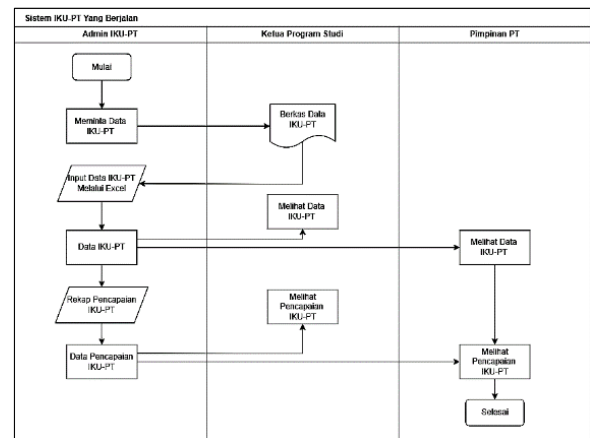 Sistem IKU-PT Yang Berjalan
Admin IKU-PT
Ketua Program Studi
Pimpinan PT
Mulai
Meminta Data
IKU-PT
Berkas Data
IKU-PT
Input Data IKU-PT
Melalui Excel
Melihat Data
IKU-PT
Data IKU-PT
Melihat Data
IKU-PT
Rekap Pencapaian
IKU-PT
Melihat
Pencapaian
IKU-PT
Data Pencapaian
IKU-PT
Melihat
Pencapaian
IKU-PT
Selesai